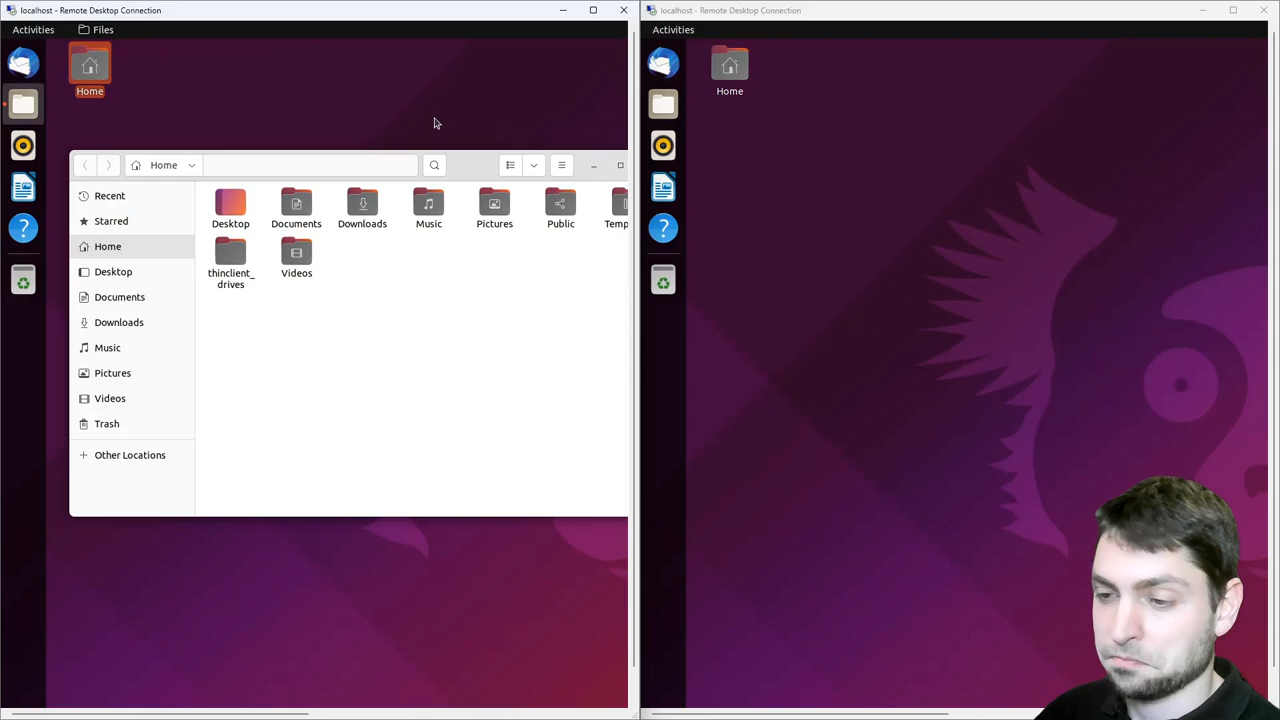 localhost - Remote Desktop Connection
Activities
Files
Home
Home
Recent
Starred
Home
Desktop
Documents
Downloads
Music
Pictures
Videos
Trash
Other Locations
Desktop
Documents
Downloads
Music
Pictures
Public
Temp
thinclient_
drives
Videos
localhost - Remote Desktop Connection
Activities
Home